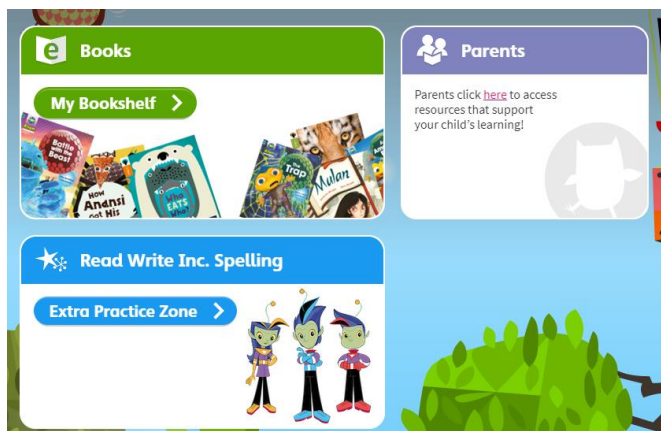 e Books
My Bookshelf
Battle
with the
Beast
How
Anansi
Got His
Who
EATS
Who?
The
Trap
Mulan
Parents
Parents click here to access
resources that support
your child's learning!
Read Write Inc. Spelling
Extra Practice Zone